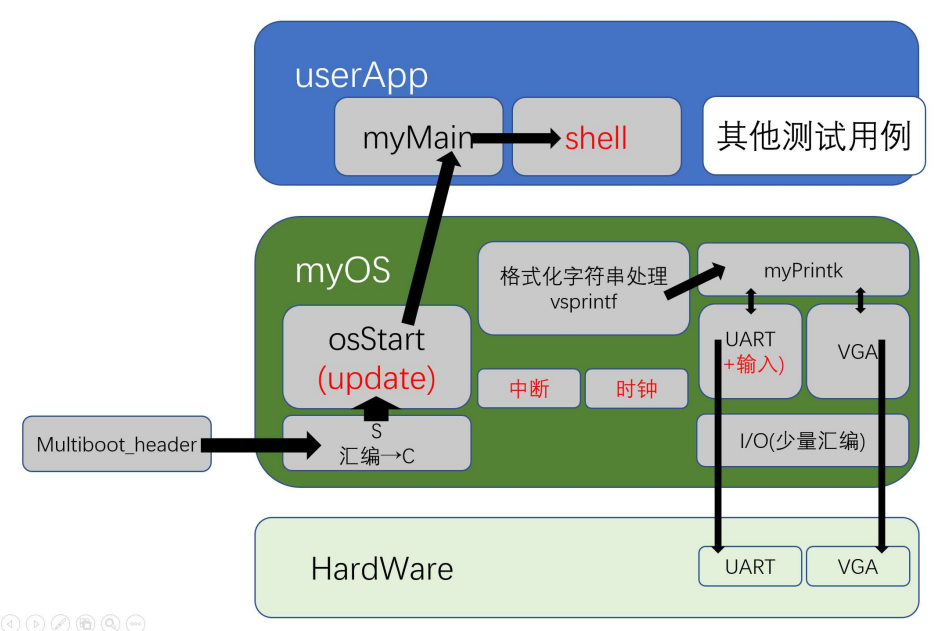 userApp
myMain
shell
其他测试用例
myOS
格式化字符串处理
vsprintf
myPrintk
osStart
(update)
UART
+输入)
VGA
中断
时钟
Multiboot_header
S
汇编→C
I/O(少量汇编)
HardWare
UART
VGA